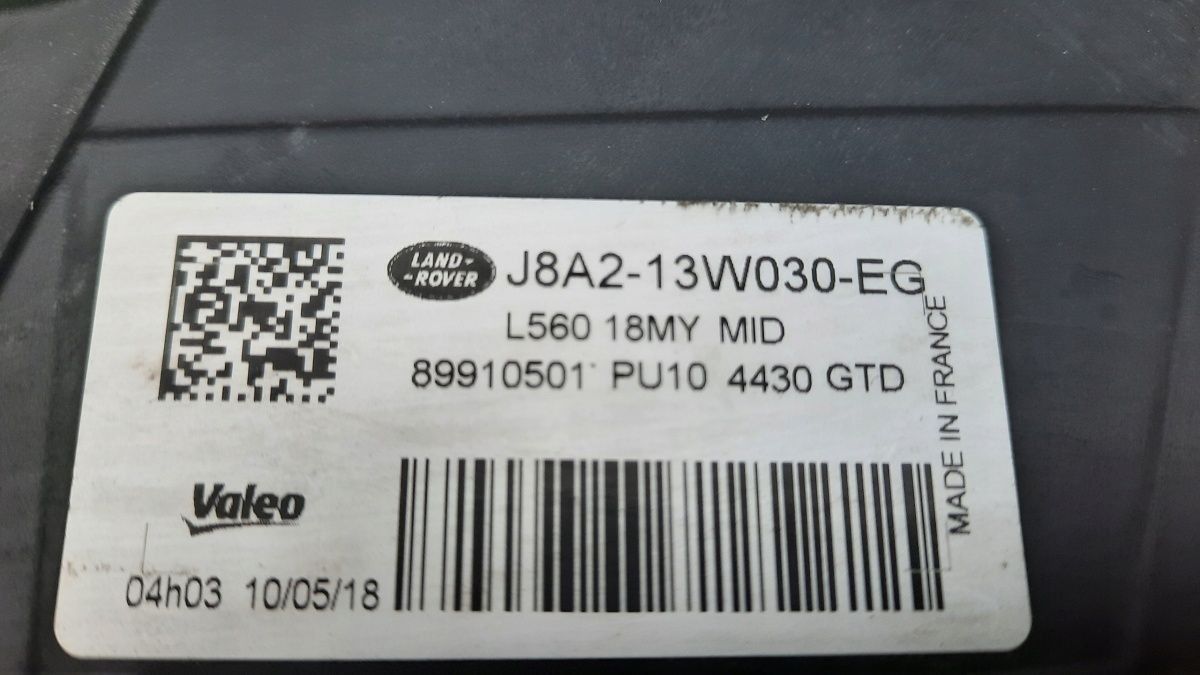 LAND-
-ROVER
J8A2-13W030-EG
L560 18MY MID
89910501 PU10 4430 GTD
MADE IN FRANCE
Valeo
04h03 10/05/18